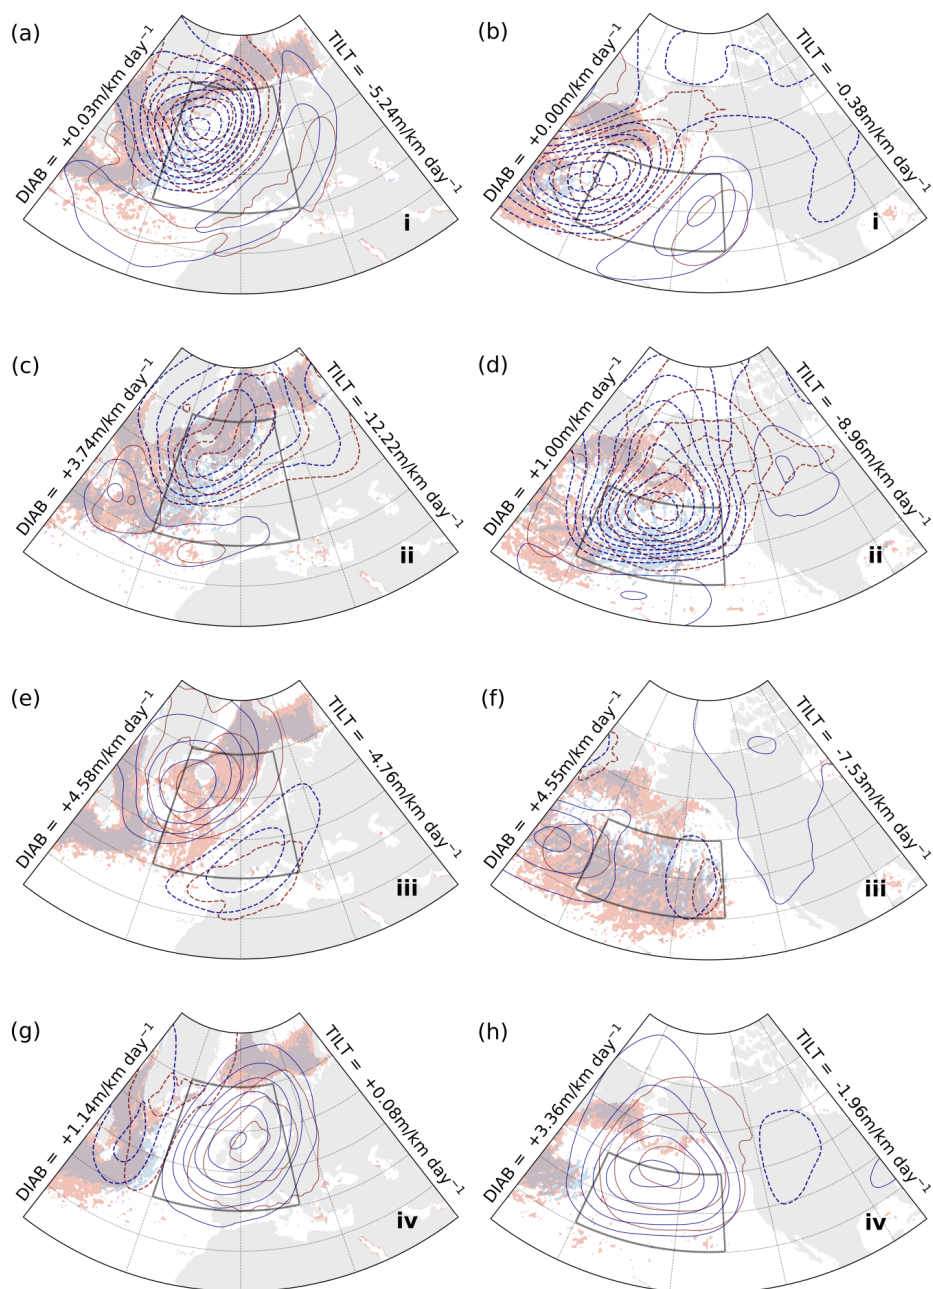 (a)
DIAB = +0.03m/km day⁻¹
TILT = -5.24m/km day⁻¹
i
(b)
DIAB = +0.00m/km day⁻¹
TILT = -0.38m/km day⁻¹
i
(c)
DIAB = +3.74m/km day⁻¹
TILT = -12.22m/km day⁻¹
ii
(d)
DIAB = +1.00m/km day⁻¹
TILT = -8.96m/km day⁻¹
ii
(e)
DIAB = +4.58m/km day⁻¹
TILT = -4.76m/km day⁻¹
iii
(f)
DIAB = +4.55m/km day⁻¹
TILT = -7.53m/km day⁻¹
iii
(g)
DIAB = +1.14m/km day⁻¹
TILT = +0.08m/km day⁻¹
iv
(h)
DIAB = +3.36m/km day⁻¹
TILT = -1.96m/km day⁻¹
iv